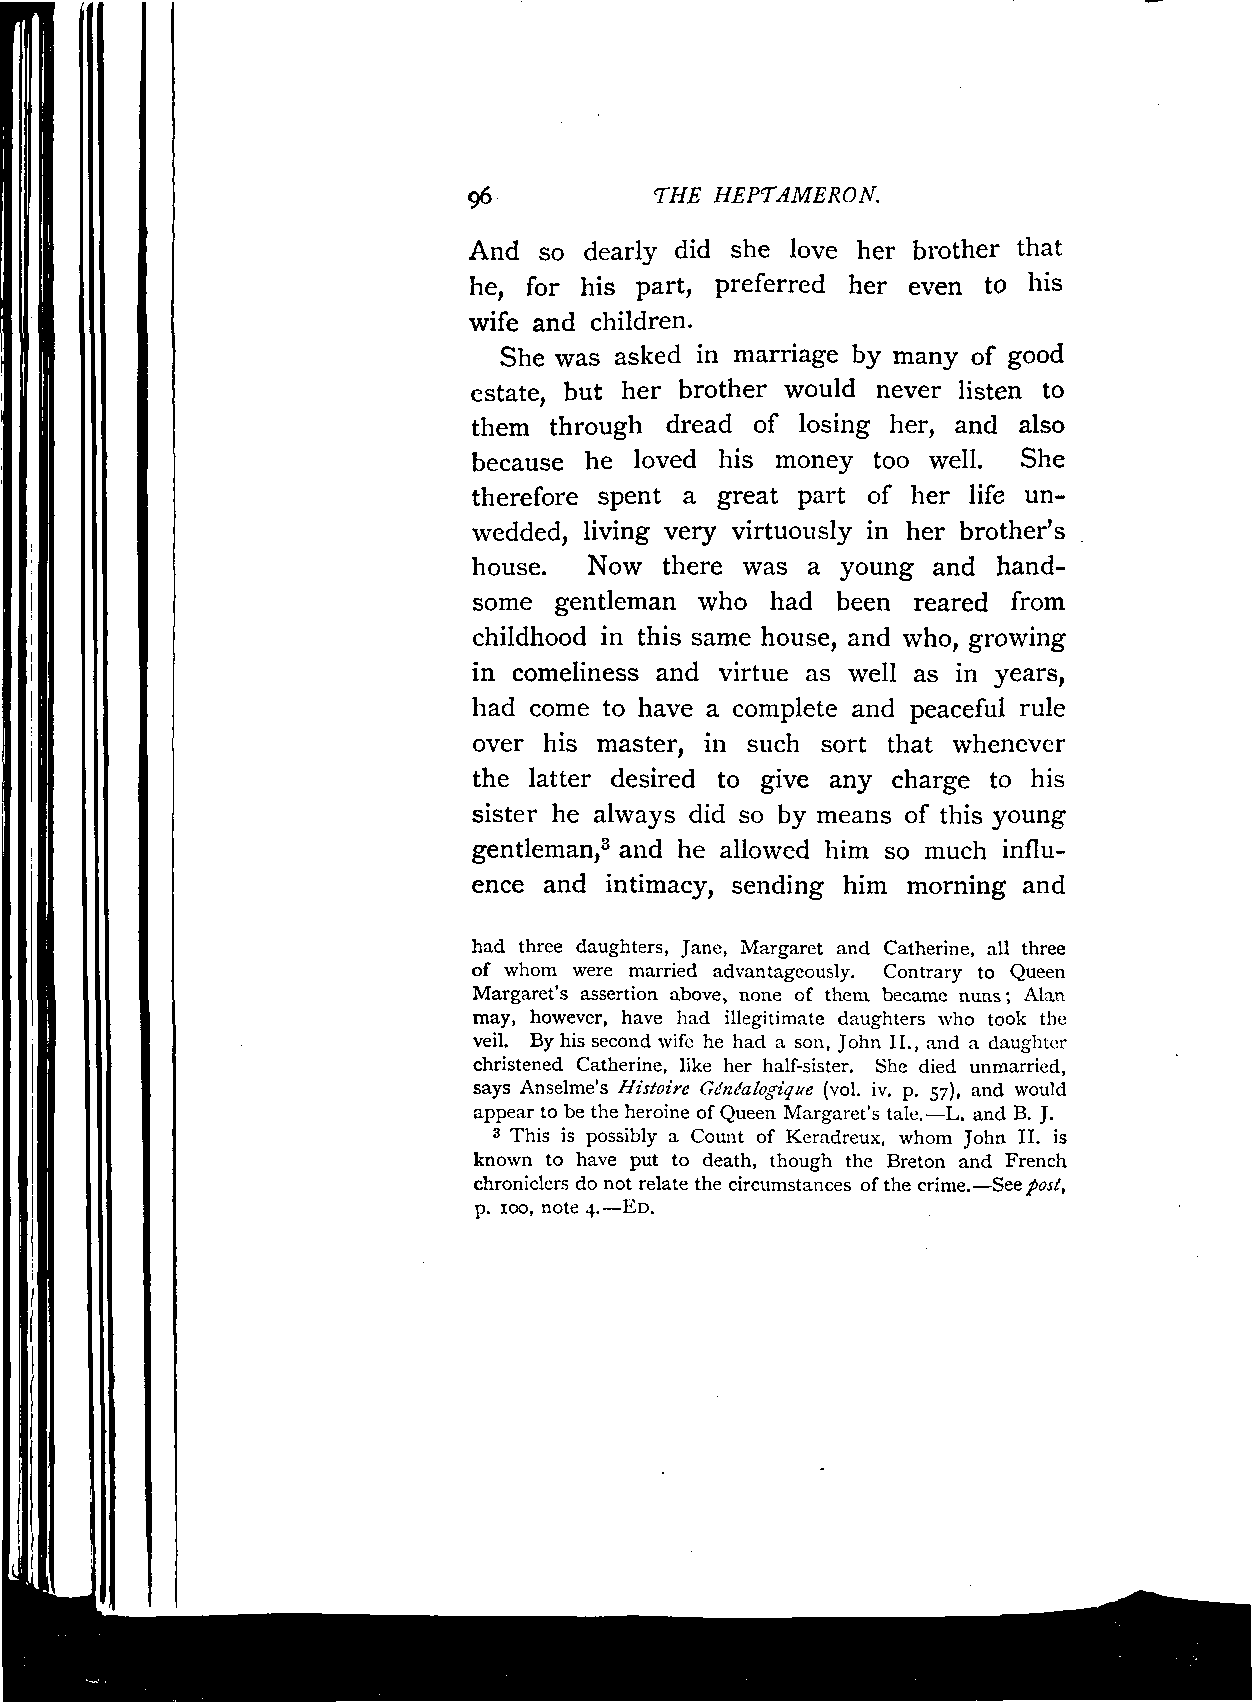 96 THE HEPTAMERON.
And so dearly did she love her brother that
he, for his part, preferred her even to his
wife and children.
She was asked in marriage by many of good
estate, but her brother would never listen to
them through dread of losing her, and also
because he loved his money too well. She
therefore spent a great part of her life un-
wedded, living very virtuously in her brother's
house. Now there was a young and hand-
some gentleman who had been reared from
childhood in this same house, and who, growing
in comeliness and virtue as well as in years,
had come to have a complete and peaceful rule
over his master, in such sort that whenever
the latter desired to give any charge to his
sister he always did so by means of this young
gentleman,³ and he allowed him so much influ-
ence and intimacy, sending him morning and
had three daughters, Jane, Margaret and Catherine, all three
of whom were married advantageously. Contrary to Queen
Margaret's assertion above, none of them became nuns; Alan
may, however, have had illegitimate daughters who took the
veil. By his second wife he had a son, John II., and a daughter
christened Catherine, like her half-sister. She died unmarried,
says Anselme's Histoire Généalogique (vol. iv. p. 57), and would
appear to be the heroine of Queen Margaret's tale.—L. and B. J.
³ This is possibly a Count of Keradreux, whom John II. is
known to have put to death, though the Breton and French
chroniclers do not relate the circumstances of the crime.—See post,
p. 100, note 4.—ED.